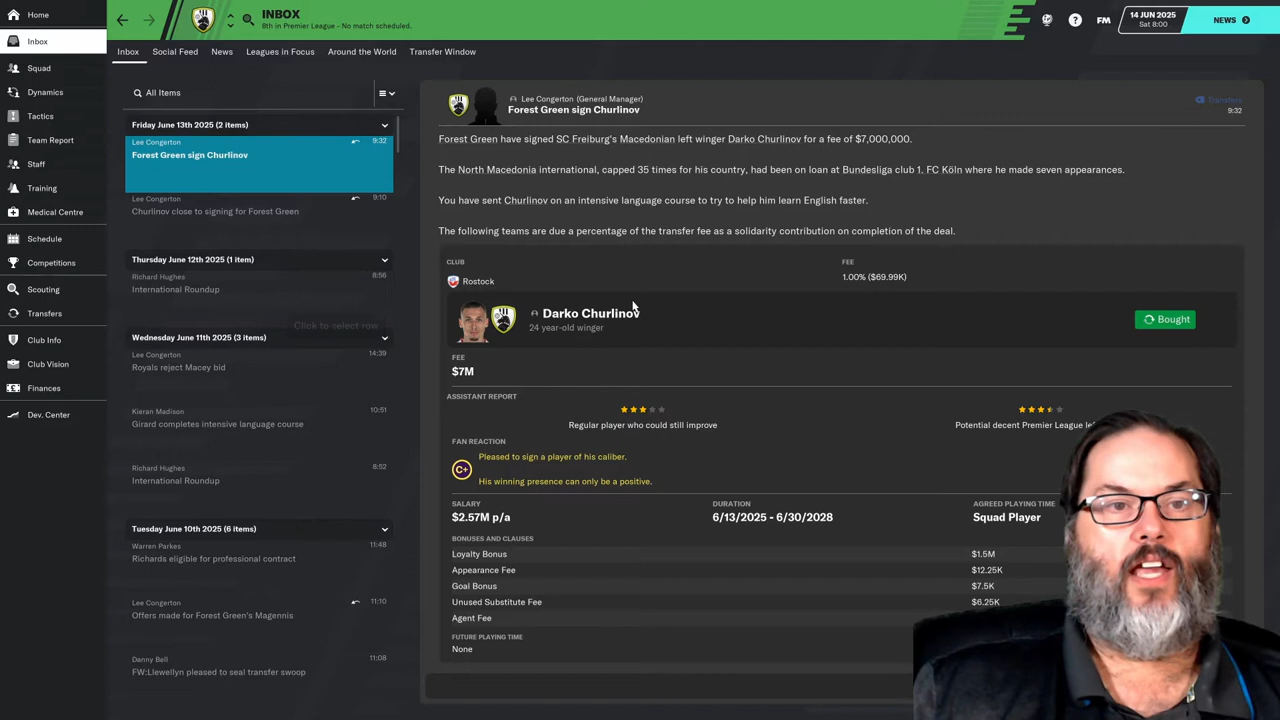 Home
Inbox
Squad
Dynamics
Tactics
Team Report
Staff
Training
Medical Centre
Schedule
Competitions
Scouting
Transfers
Club Info
Club Vision
Finances
Dev. Center
INBOX
8th in Premier League - No match scheduled.
?
FM
14 JUN 2025
Sat 8:00
NEWS
Inbox
Social Feed
News
Leagues in Focus
Around the World
Transfer Window
All Items
Friday June 13th 2025 (2 items)
Lee Congerton
9:32
Forest Green sign Churlinov
Lee Congerton
9:10
Churlinov close to signing for Forest Green
Thursday June 12th 2025 (1 item)
Richard Hughes
8:56
International Roundup
Click to select row
Wednesday June 11th 2025 (3 items)
Lee Congerton
14:39
Royals reject Macey bid
Kieran Madison
10:51
Girard completes intensive language course
Richard Hughes
8:52
International Roundup
Tuesday June 10th 2025 (6 items)
Warren Parkes
11:48
Richards eligible for professional contract
Lee Congerton
11:10
Offers made for Forest Green's Magennis
Danny Bell
11:08
FW:Llewellyn pleased to seal transfer swoop
Lee Congerton (General Manager)
Forest Green sign Churlinov
Transfers
9:32
Forest Green have signed SC Freiburg's Macedonian left winger Darko Churlinov for a fee of $7,000,000.
The North Macedonia international, capped 35 times for his country, had been on loan at Bundesliga club 1. FC Köln where he made seven appearances.
You have sent Churlinov on an intensive language course to try to help him learn English faster.
The following teams are due a percentage of the transfer fee as a solidarity contribution on completion of the deal.
CLUB
FEE
Rostock
1.00% ($69.99K)
Darko Churlinov
24 year-old winger
Bought
FEE
$7M
ASSISTANT REPORT
Regular player who could still improve
Potential decent Premier League
FAN REACTION
C+
Pleased to sign a player of his caliber.
His winning presence can only be a positive.
SALARY
DURATION
AGREED PLAYING TIME
$2.57M p/a
6/13/2025 - 6/30/2028
Squad Player
BONUSES AND CLAUSES
Loyalty Bonus
$1.5M
Appearance Fee
$12.25K
Goal Bonus
$7.5K
Unused Substitute Fee
$6.25K
Agent Fee
FUTURE PLAYING TIME
None